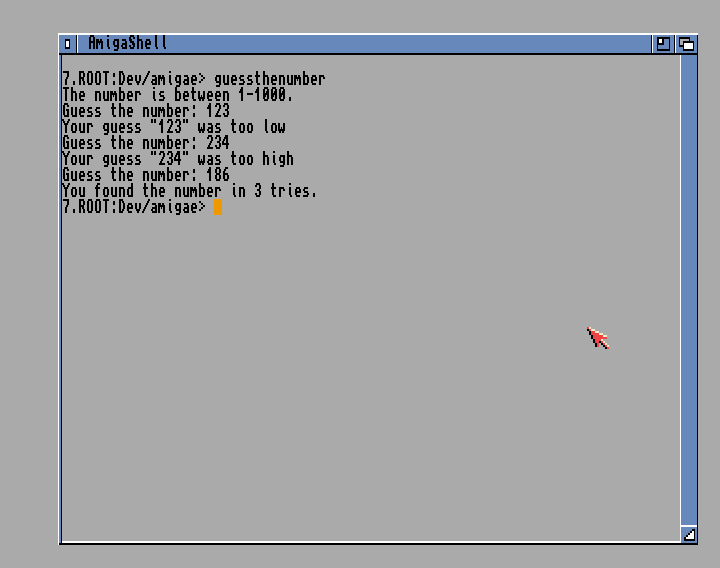 AmigaShell
7.ROOT:Dev/amigae> guessthenumber
The number is between 1-1000.
Guess the number: 123
Your guess "123" was too low
Guess the number: 234
Your guess "234" was too high
Guess the number: 186
You found the number in 3 tries.
7.ROOT:Dev/amigae>